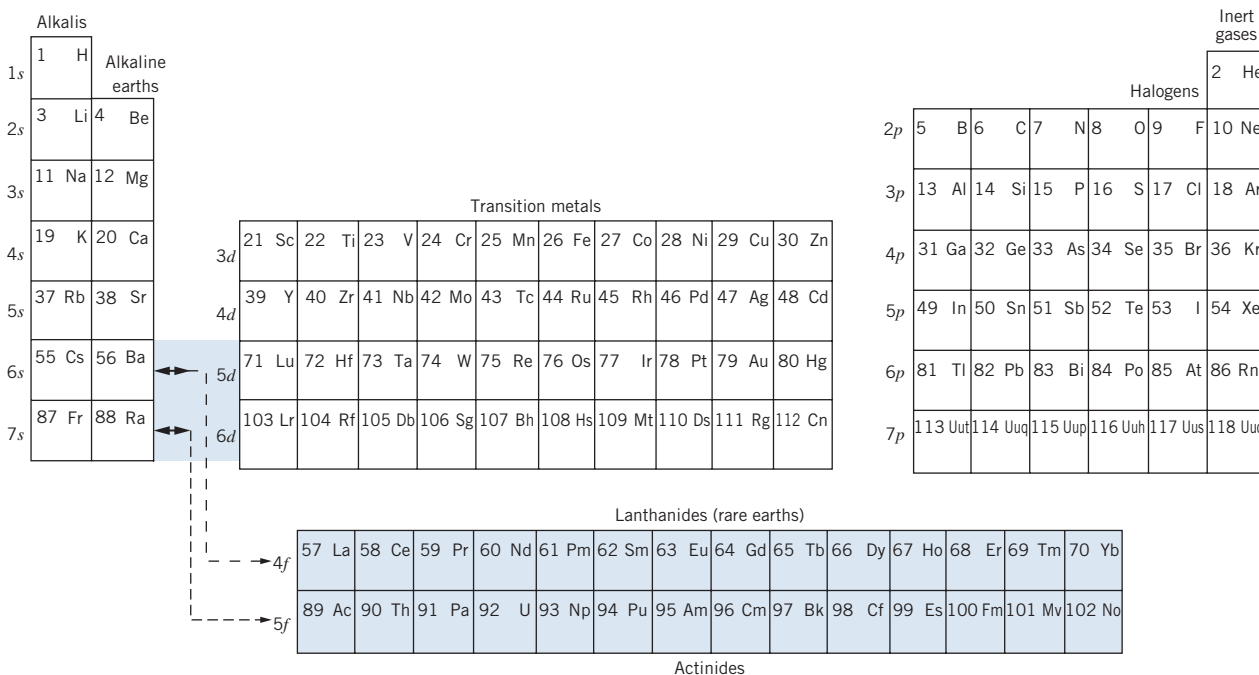 Alkalis
Alkaline
earths
Inert
gases
Halogens
1s 1 H 2 He
2s 3 Li 4 Be 2p 5 B 6 C 7 N 8 O 9 F 10 Ne
3s 11 Na 12 Mg 3p 13 Al 14 Si 15 P 16 S 17 Cl 18 Ar
Transition metals
4s 19 K 20 Ca 3d 21 Sc 22 Ti 23 V 24 Cr 25 Mn 26 Fe 27 Co 28 Ni 29 Cu 30 Zn 4p 31 Ga 32 Ge 33 As 34 Se 35 Br 36 Kr
5s 37 Rb 38 Sr 4d 39 Y 40 Zr 41 Nb 42 Mo 43 Tc 44 Ru 45 Rh 46 Pd 47 Ag 48 Cd 5p 49 In 50 Sn 51 Sb 52 Te 53 I 54 Xe
6s 55 Cs 56 Ba 5d 71 Lu 72 Hf 73 Ta 74 W 75 Re 76 Os 77 Ir 78 Pt 79 Au 80 Hg 6p 81 Tl 82 Pb 83 Bi 84 Po 85 At 86 Rn
7s 87 Fr 88 Ra 6d 103 Lr 104 Rf 105 Db 106 Sg 107 Bh 108 Hs 109 Mt 110 Ds 111 Rg 112 Cn 7p 113 Uut 114 Uuq 115 Uup 116 Uuh 117 Uus 118
Lanthanides (rare earths)
4f 57 La 58 Ce 59 Pr 60 Nd 61 Pm 62 Sm 63 Eu 64 Gd 65 Tb 66 Dy 67 Ho 68 Er 69 Tm 70 Yb
5f 89 Ac 90 Th 91 Pa 92 U 93 Np 94 Pu 95 Am 96 Cm 97 Bk 98 Cf 99 Es 100 Fm 101 Mv 102 No
Actinides